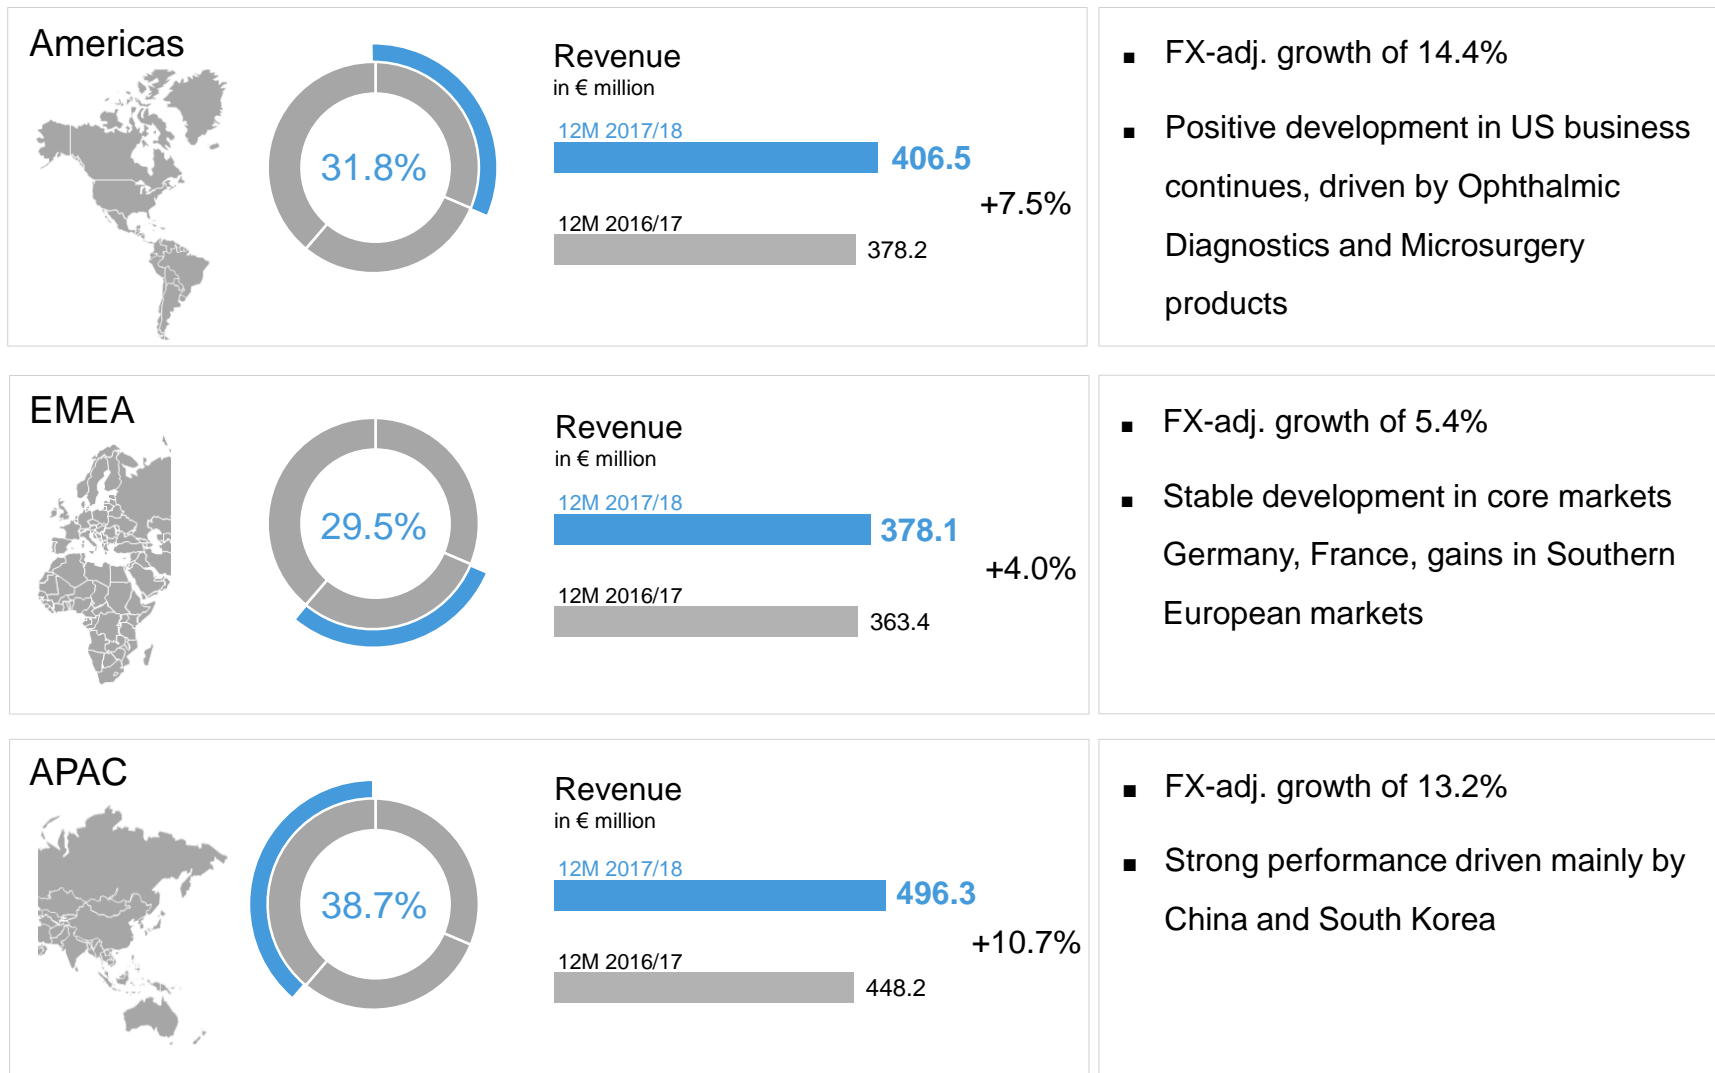 Americas
31.8%
Revenue
in € million
12M 2017/18
406.5
+7.5%
12M 2016/17
378.2
■ FX-adj. growth of 14.4%
■ Positive development in US business
continues, driven by Ophthalmic
Diagnostics and Microsurgery
products
EMEA
29.5%
Revenue
in € million
12M 2017/18
378.1
+4.0%
12M 2016/17
363.4
■ FX-adj. growth of 5.4%
■ Stable development in core markets
Germany, France, gains in Southern
European markets
APAC
38.7%
Revenue
in € million
12M 2017/18
496.3
+10.7%
12M 2016/17
448.2
■ FX-adj. growth of 13.2%
■ Strong performance driven mainly by
China and South Korea